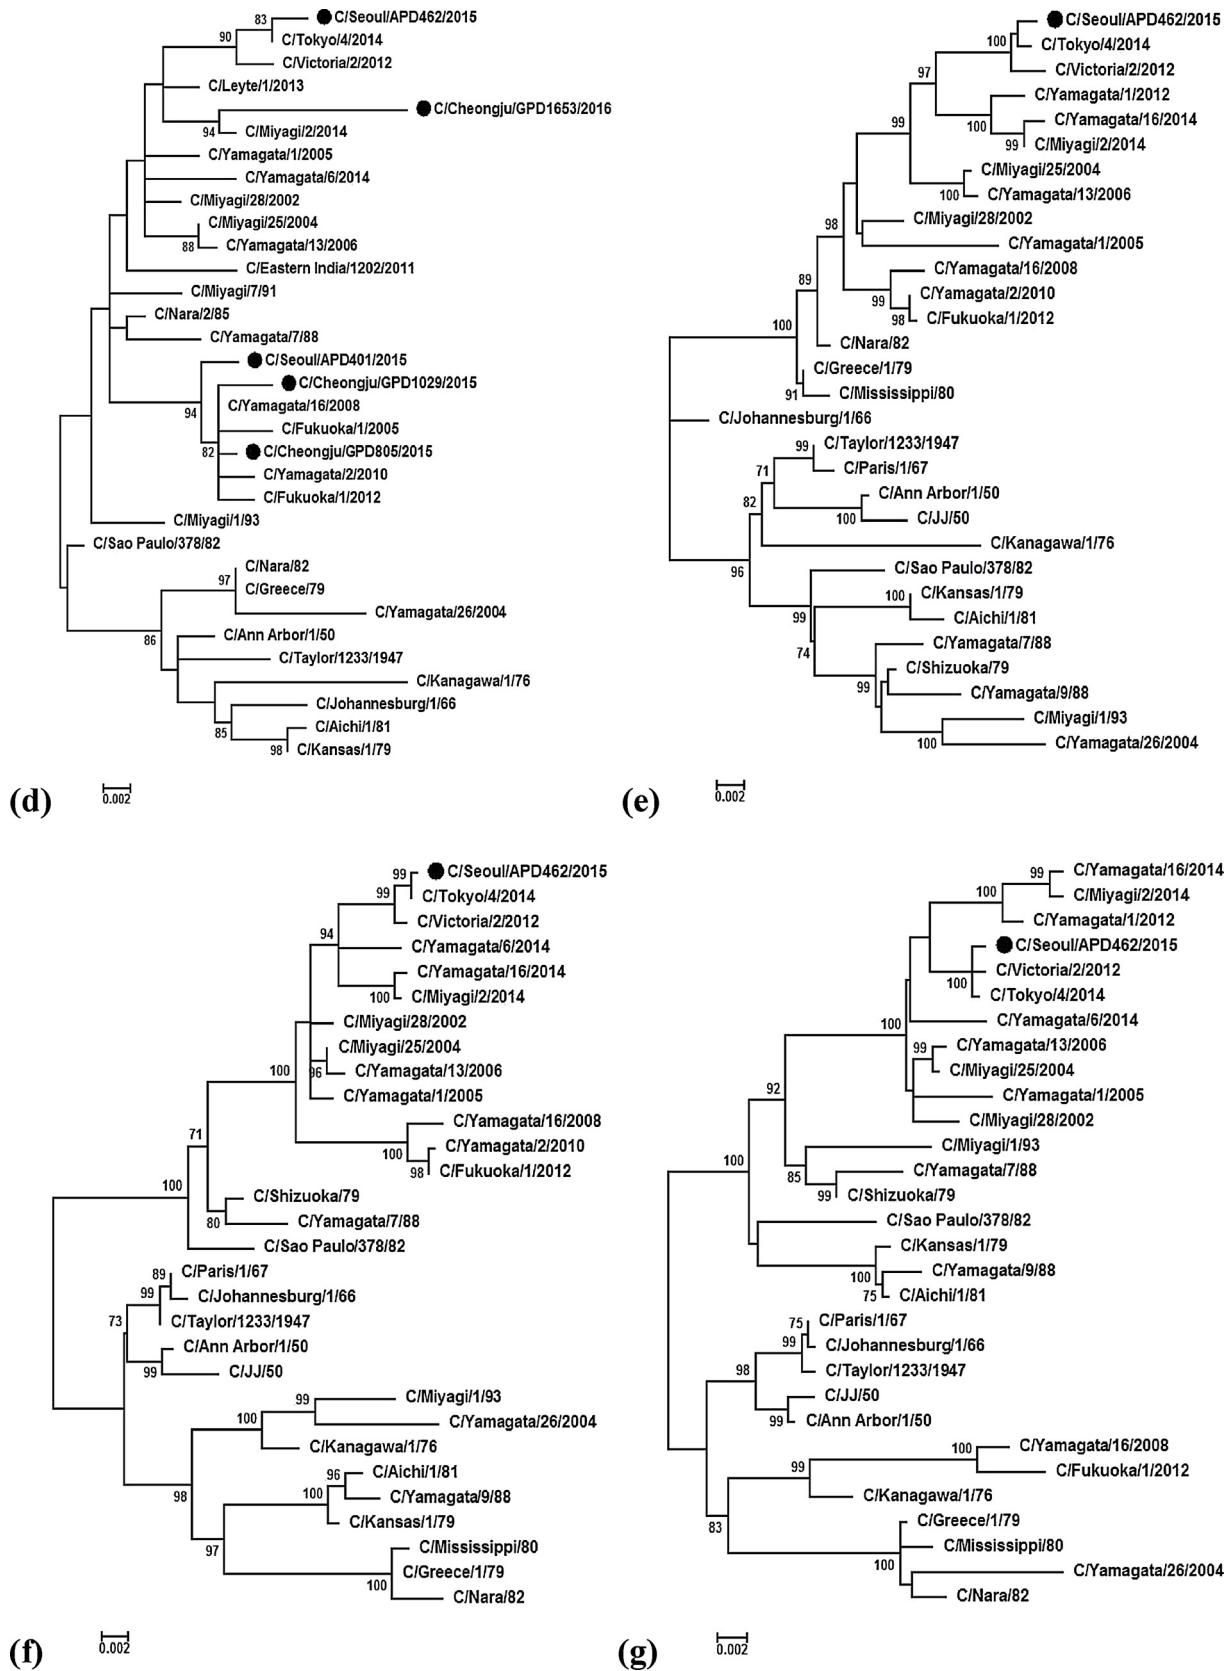 83
C/Seoul/APD462/2015
90
C/Tokyo/4/2014
C/Victoria/2/2012
C/Leyte/1/2013
C/Cheongju/GPD1653/2016
94
C/Miyagi/2/2014
C/Yamagata/1/2005
C/Yamagata/6/2014
C/Miyagi/28/2002
C/Miyagi/25/2004
88
C/Yamagata/13/2006
C/Eastern India/1202/2011
C/Miyagi/7/91
C/Nara/2/85
C/Yamagata/7/88
C/Seoul/APD401/2015
C/Cheongju/GPD1029/2015
94
C/Yamagata/16/2008
C/Fukuoka/1/2005
82
C/Cheongju/GPD805/2015
C/Yamagata/2/2010
C/Fukuoka/1/2012
C/Miyagi/1/93
C/Sao Paulo/378/82
C/Nara/82
97
C/Greece/79
C/Yamagata/26/2004
86
C/Ann Arbor/1/50
C/Taylor/1233/1947
C/Kanagawa/1/76
C/Johannesburg/1/66
85
C/Aichi/1/81
98
C/Kansas/1/79
(d)
0.002
C/Seoul/APD462/2015
100
C/Tokyo/4/2014
97
C/Victoria/2/2012
C/Yamagata/1/2012
99
100
C/Yamagata/16/2014
99
C/Miyagi/2/2014
C/Miyagi/25/2004
100
C/Yamagata/13/2006
98
C/Miyagi/28/2002
C/Yamagata/1/2005
C/Yamagata/16/2008
89
99
C/Yamagata/2/2010
98
C/Fukuoka/1/2012
100
C/Nara/82
C/Greece/1/79
91
C/Mississippi/80
C/Johannesburg/1/66
99
C/Taylor/1233/1947
71
C/Paris/1/67
C/Ann Arbor/1/50
82
100
C/JJ/50
C/Kanagawa/1/76
96
C/Sao Paulo/378/82
100
C/Kansas/1/79
99
C/Aichi/1/81
74
C/Yamagata/7/88
C/Shizuoka/79
99
C/Yamagata/9/88
C/Miyagi/1/93
100
C/Yamagata/26/2004
(e)
0.002
99
C/Seoul/APD462/2015
99
C/Tokyo/4/2014
C/Victoria/2/2012
94
C/Yamagata/6/2014
C/Yamagata/16/2014
100
C/Miyagi/2/2014
C/Miyagi/28/2002
C/Miyagi/25/2004
100
96
C/Yamagata/13/2006
C/Yamagata/1/2005
C/Yamagata/16/2008
71
100
C/Yamagata/2/2010
98
C/Fukuoka/1/2012
100
C/Shizuoka/79
80
C/Yamagata/7/88
C/Sao Paulo/378/82
89
C/Paris/1/67
99
C/Johannesburg/1/66
73
C/Taylor/1233/1947
C/Ann Arbor/1/50
99
C/JJ/50
99
C/Miyagi/1/93
100
C/Yamagata/26/2004
C/Kanagawa/1/76
96
C/Aichi/1/81
98
100
C/Yamagata/9/88
C/Kansas/1/79
97
C/Mississippi/80
C/Greece/1/79
100
C/Nara/82
(f)
0.002
99
C/Yamagata/16/2014
100
C/Miyagi/2/2014
C/Yamagata/1/2012
C/Seoul/APD462/2015
C/Victoria/2/2012
100
C/Tokyo/4/2014
100
C/Yamagata/6/2014
99
C/Yamagata/13/2006
C/Miyagi/25/2004
92
C/Yamagata/1/2005
C/Miyagi/28/2002
C/Miyagi/1/93
100
85
C/Yamagata/7/88
99
C/Shizuoka/79
C/Sao Paulo/378/82
C/Kansas/1/79
100
C/Yamagata/9/88
75
C/Aichi/1/81
75
C/Paris/1/67
99
C/Johannesburg/1/66
98
C/Taylor/1233/1947
C/JJ/50
99
C/Ann Arbor/1/50
100
C/Yamagata/16/2008
99
C/Fukuoka/1/2012
C/Kanagawa/1/76
83
C/Greece/1/79
C/Mississippi/80
100
C/Yamagata/26/2004
C/Nara/82
(g)
0.002